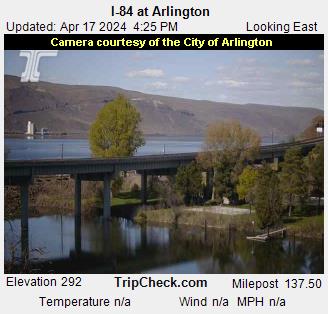 I-84 at Arlington
Updated: Apr 17 2024 4:25 PM Looking East
Camera courtesy of the City of Arlington
Elevation 292 TripCheck.com Milepost 137.50
Temperature n/a Wind n/a MPH n/a